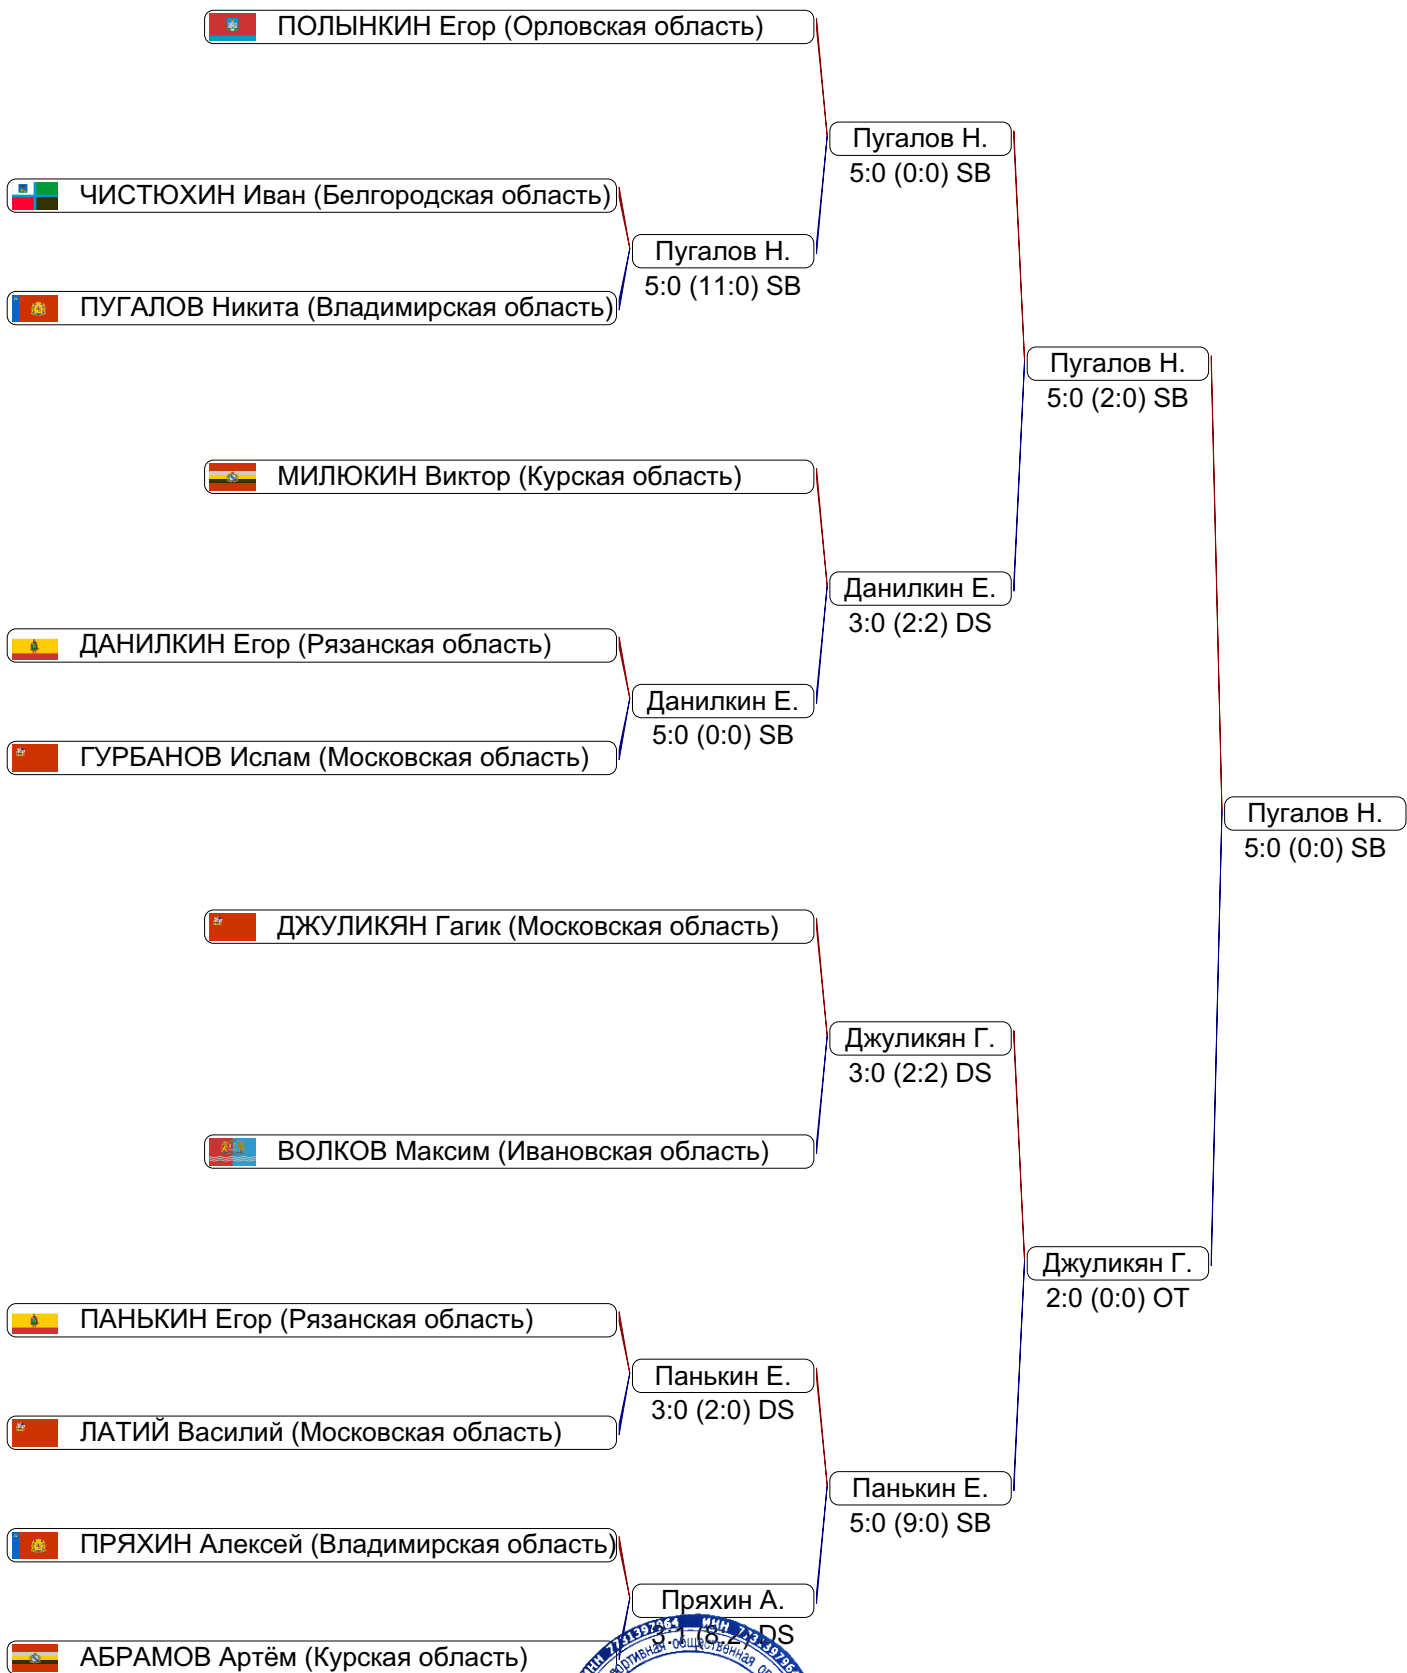 ПОЛЫНКИН Егор (Орловская область)
Пугалов Н.
5:0 (0:0) SB
ЧИСТЮХИН Иван (Белгородская область)
Пугалов Н.
5:0 (11:0) SB
ПУГАЛОВ Никита (Владимирская область)
Пугалов Н.
5:0 (2:0) SB
МИЛЮКИН Виктор (Курская область)
Данилкин Е.
3:0 (2:2) DS
ДАНИЛКИН Егор (Рязанская область)
Данилкин Е.
5:0 (0:0) SB
ГУРБАНОВ Ислам (Московская область)
Пугалов Н.
5:0 (0:0) SB
ДЖУЛИКЯН Гагик (Московская область)
Джуликян Г.
3:0 (2:2) DS
ВОЛКОВ Максим (Ивановская область)
Джуликян Г.
2:0 (0:0) OT
ПАНЬКИН Егор (Рязанская область)
Панькин Е.
3:0 (2:0) DS
ЛАТИЙ Василий (Московская область)
Панькин Е.
5:0 (9:0) SB
ПРЯХИН Алексей (Владимирская область)
Пряхин А.
3:1 (8:2) DS
АБРАМОВ Артём (Курская область)